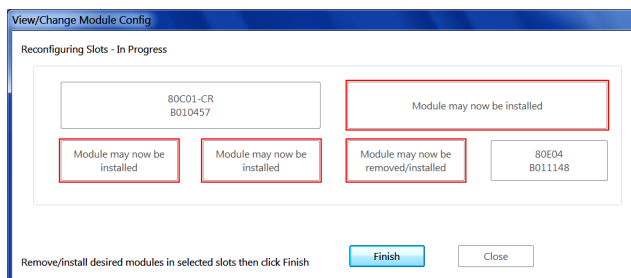 View/Change Module Config
Reconfiguring Slots - In Progress
80C01-CR
B010457
Module may now be installed
Module may now be
installed
Module may now be
installed
Module may now be
removed/installed
80E04
B011148
Remove/install desired modules in selected slots then click Finish
Finish
Close